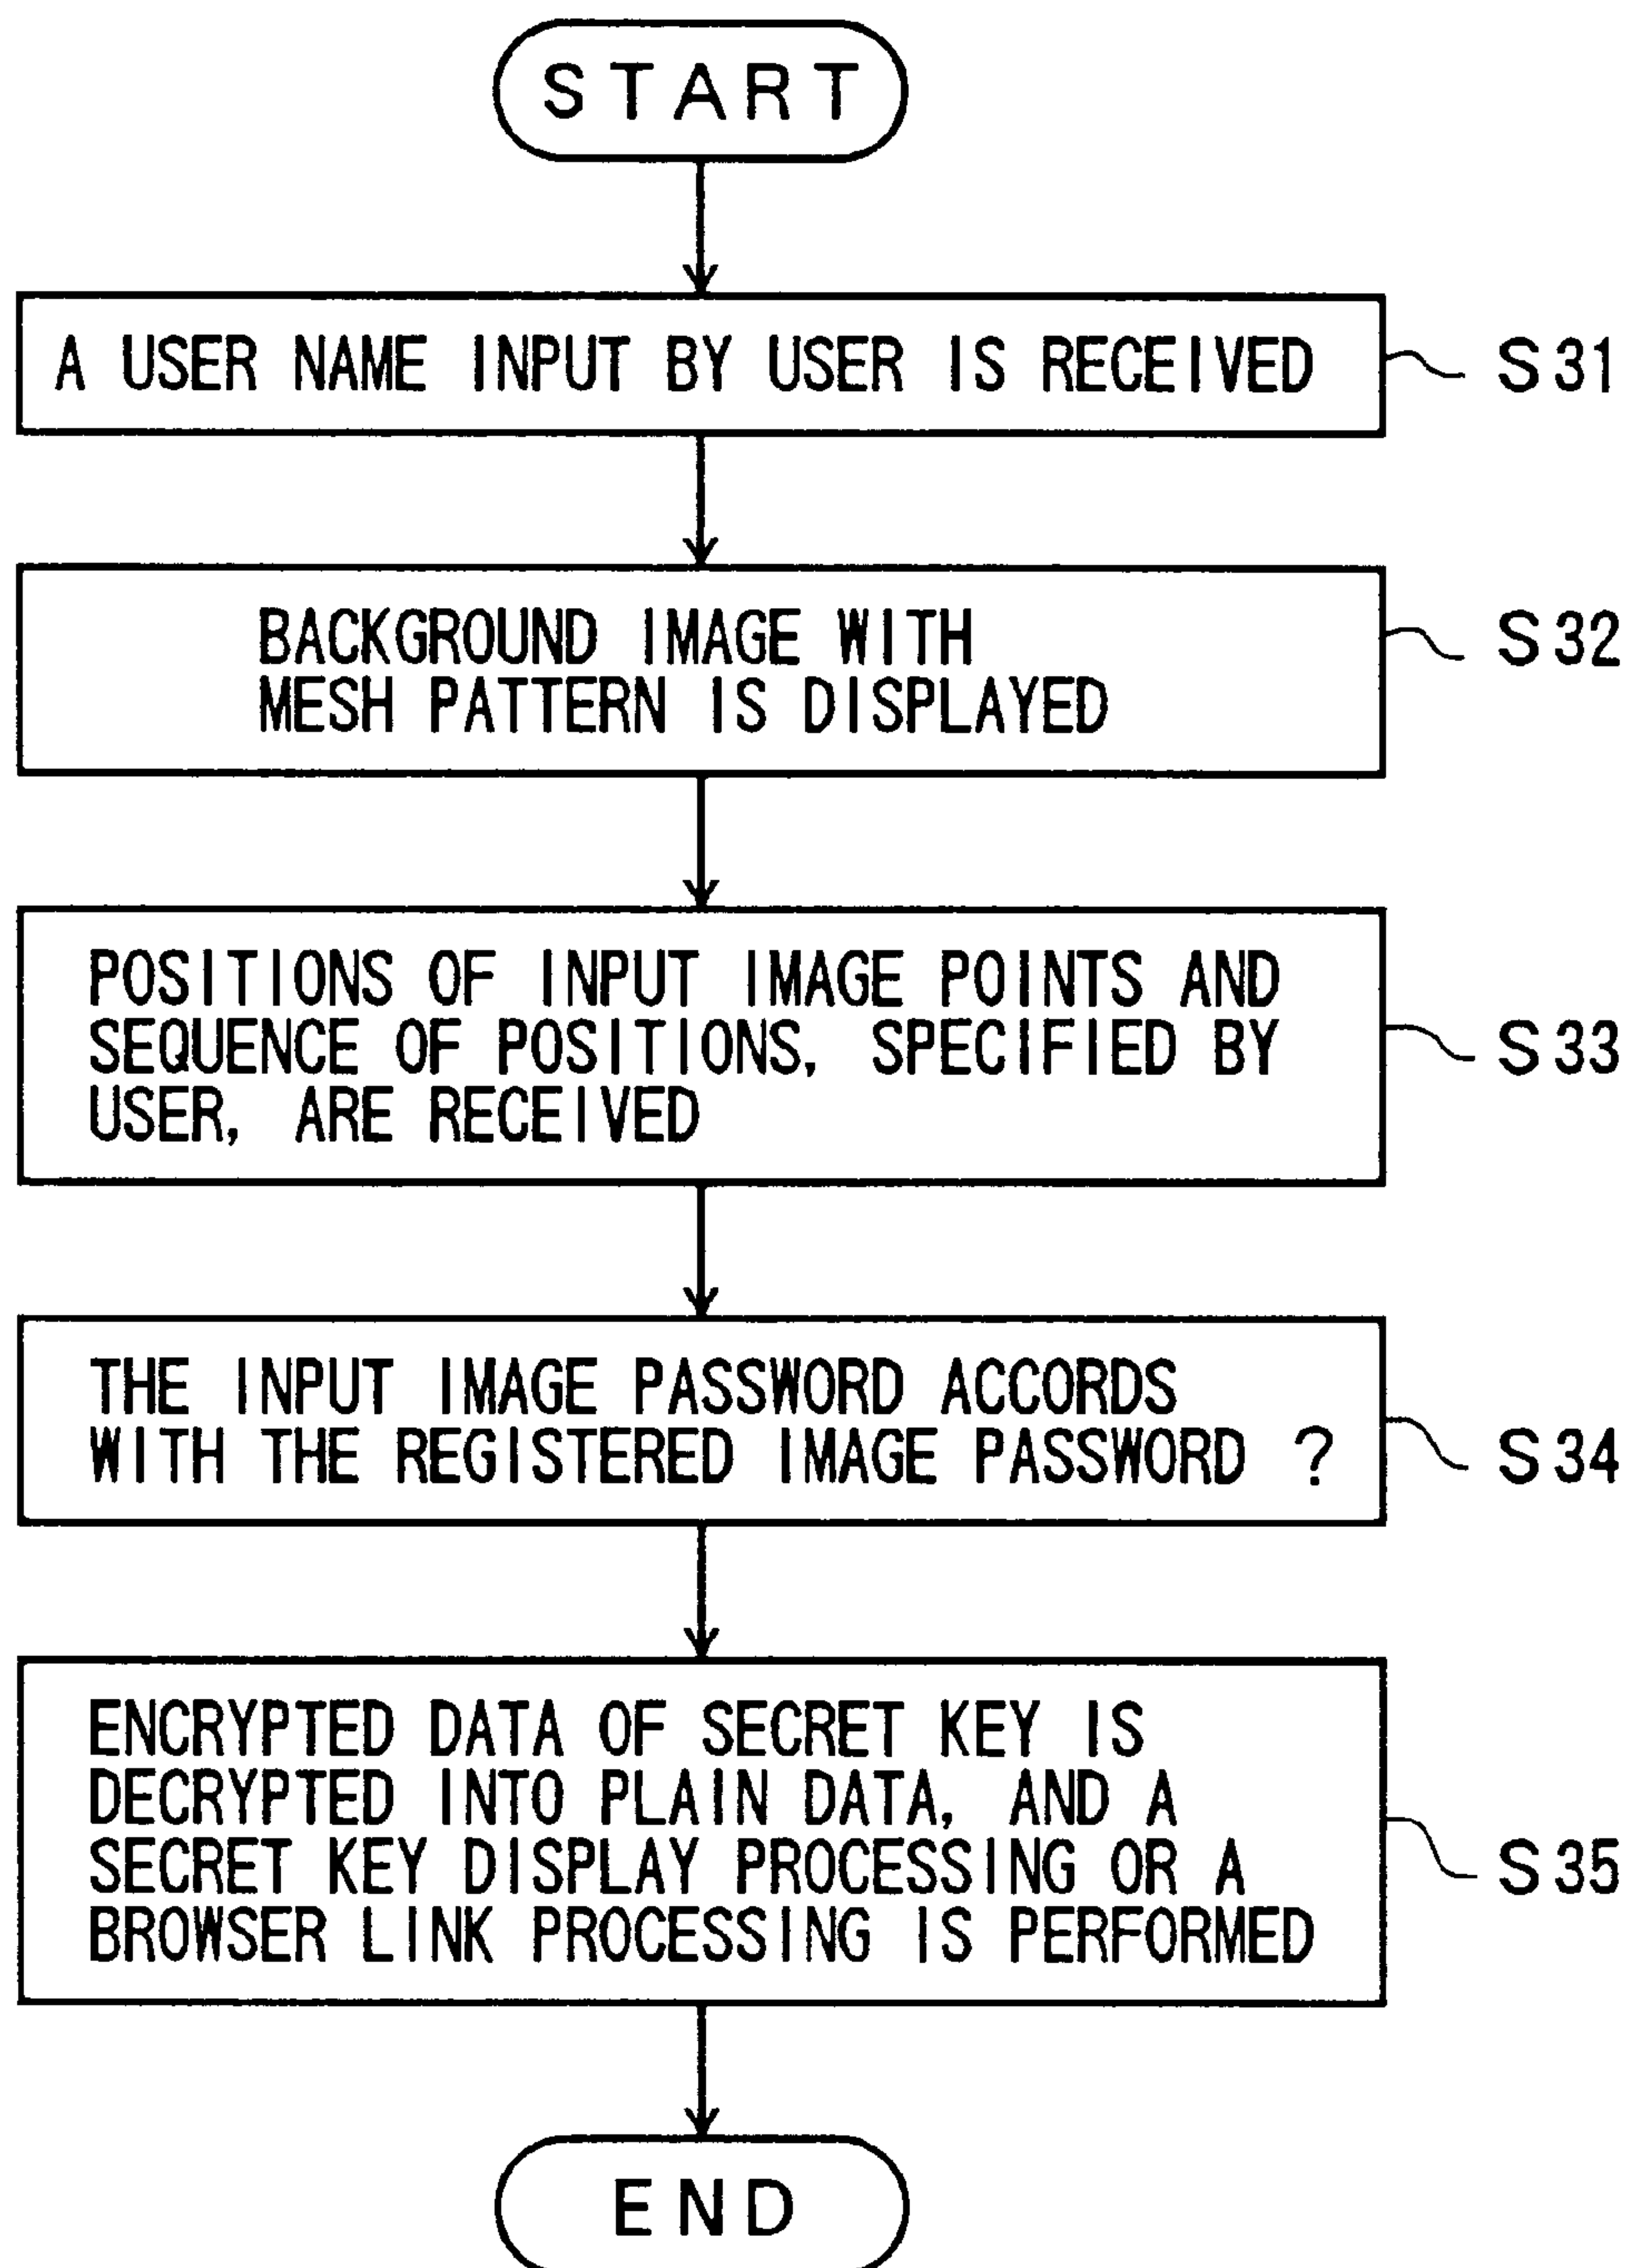 START
A USER NAME INPUT BY USER IS RECEIVED
S31
BACKGROUND IMAGE WITH
MESH PATTERN IS DISPLAYED
S32
POSITIONS OF INPUT IMAGE POINTS AND
SEQUENCE OF POSITIONS, SPECIFIED BY
USER, ARE RECEIVED
S33
THE INPUT IMAGE PASSWORD ACCORDS
WITH THE REGISTERED IMAGE PASSWORD ?
S34
ENCRYPTED DATA OF SECRET KEY IS
DECRYPTED INTO PLAIN DATA, AND A
SECRET KEY DISPLAY PROCESSING OR A
BROWSER LINK PROCESSING IS PERFORMED
S35
END